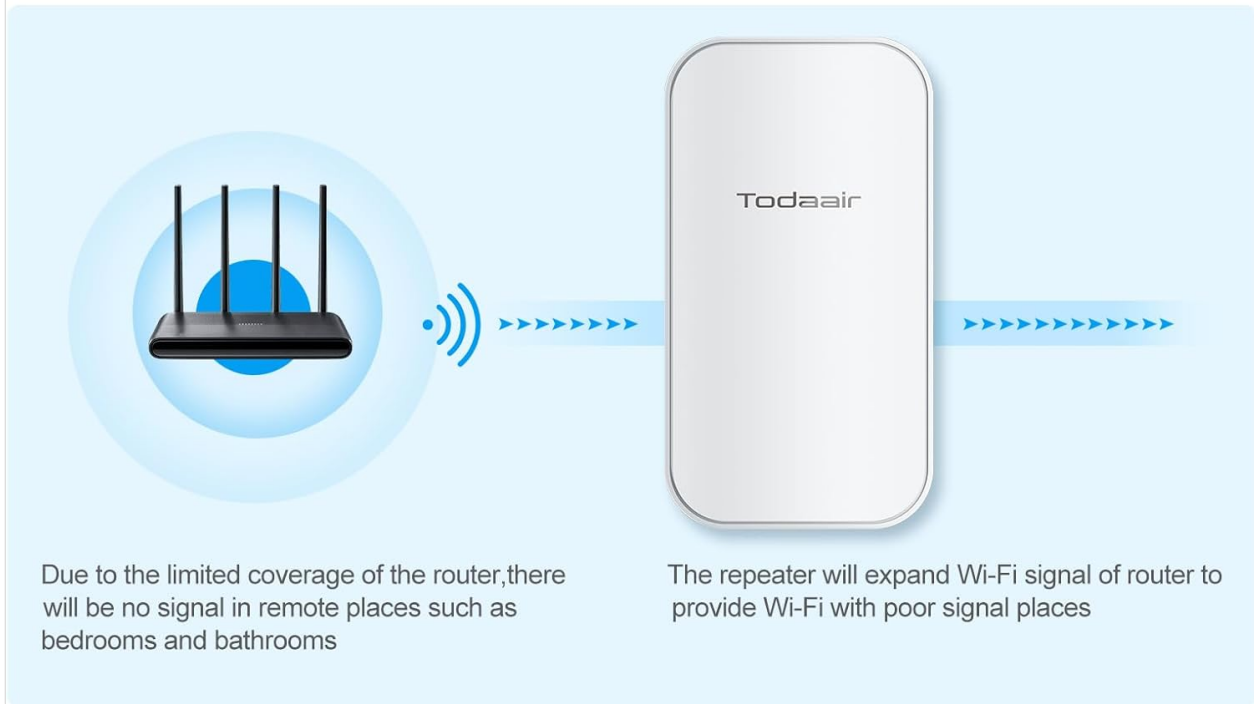 Todaair
Due to the limited coverage of the router,there
will be no signal in remote places such as
bedrooms and bathrooms
The repeater will expand Wi-Fi signal of router to
provide Wi-Fi with poor signal places